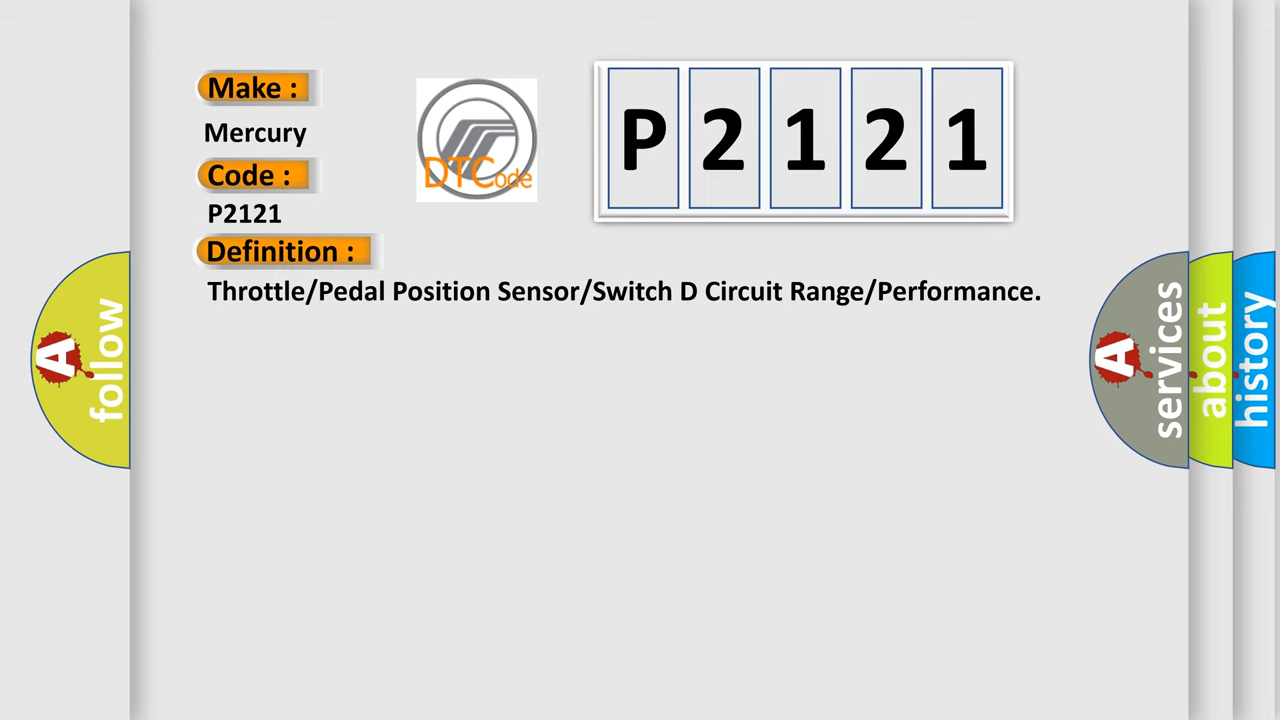 Make :
Mercury
Code :
P2121
Definition :
Throttle/Pedal Position Sensor/Switch D Circuit Range/Performance.
DTCode
P 2 1 2 1
A follow
A services
about
history